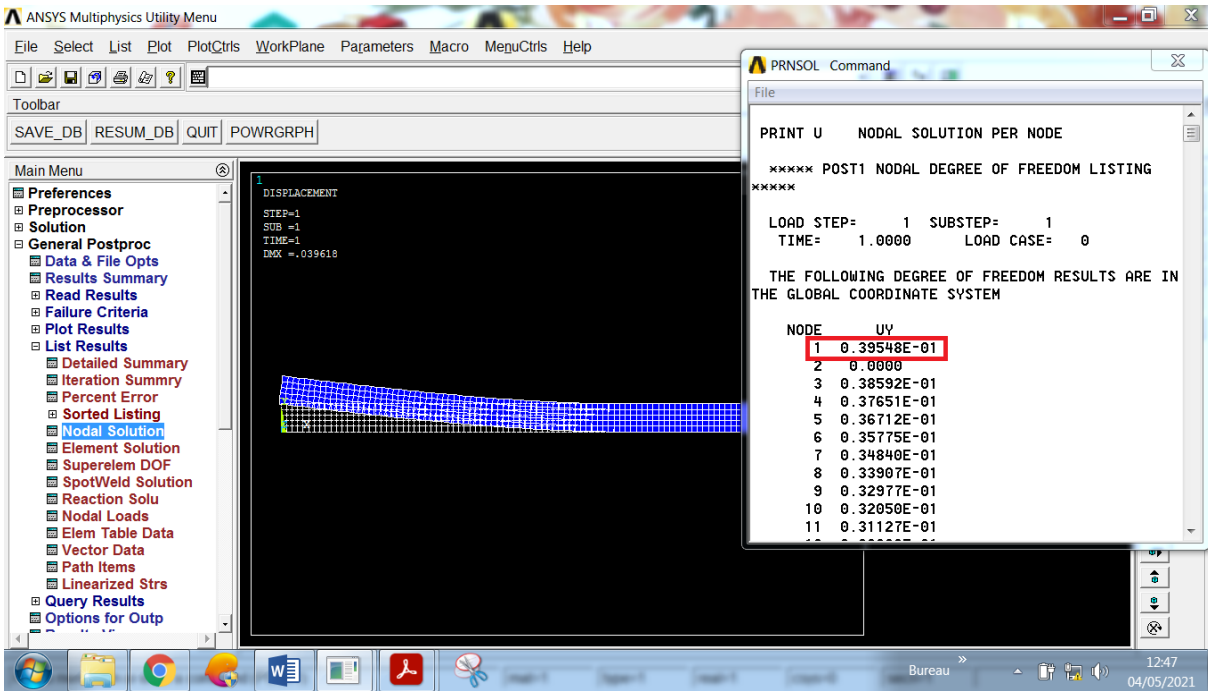 ANSYS Multiphysics Utility Menu
File Select List Plot PlotCtrls WorkPlane Parameters Macro MenuCtrls Help
Toolbar
SAVE_DB RESUM_DB QUIT POWRGRPH
Main Menu
Preferences
Preprocessor
Solution
General Postproc
Data & File Opts
Results Summary
Read Results
Failure Criteria
Plot Results
List Results
Detailed Summary
Iteration Summry
Percent Error
Sorted Listing
Nodal Solution
Element Solution
Superelem DOF
SpotWeld Solution
Reaction Solu
Nodal Loads
Elem Table Data
Vector Data
Path Items
Linearized Strs
Query Results
Options for Outp
1
DISPLACEMENT
STEP=1
SUB =1
TIME=1
DMX =.039618
Y
X
PRNSOL Command
File
PRINT U NODAL SOLUTION PER NODE
***** POST1 NODAL DEGREE OF FREEDOM LISTING
*****
LOAD STEP= 1 SUBSTEP= 1
TIME= 1.0000 LOAD CASE= 0
THE FOLLOWING DEGREE OF FREEDOM RESULTS ARE IN
THE GLOBAL COORDINATE SYSTEM
NODE UY
1 0.39548E-01
2 0.0000
3 0.38592E-01
4 0.37651E-01
5 0.36712E-01
6 0.35775E-01
7 0.34840E-01
8 0.33907E-01
9 0.32977E-01
10 0.32050E-01
11 0.31127E-01
Bureau
12:47
04/05/2021